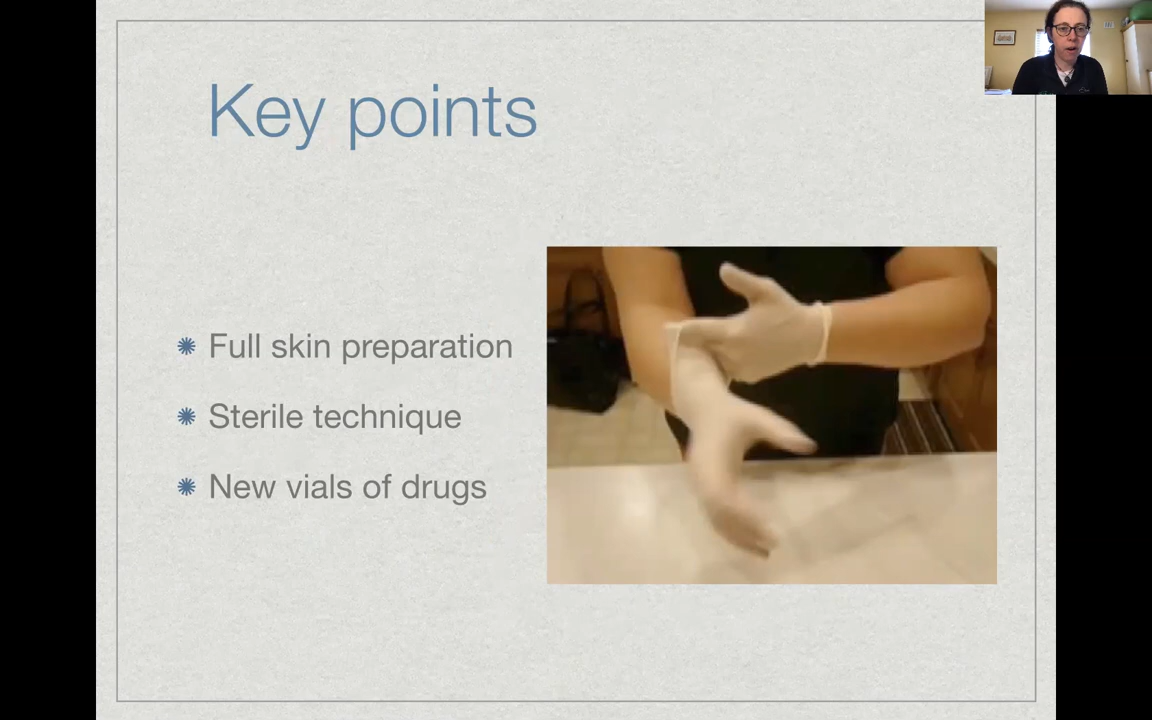 Key points
Full skin preparation
Sterile technique
New vials of drugs